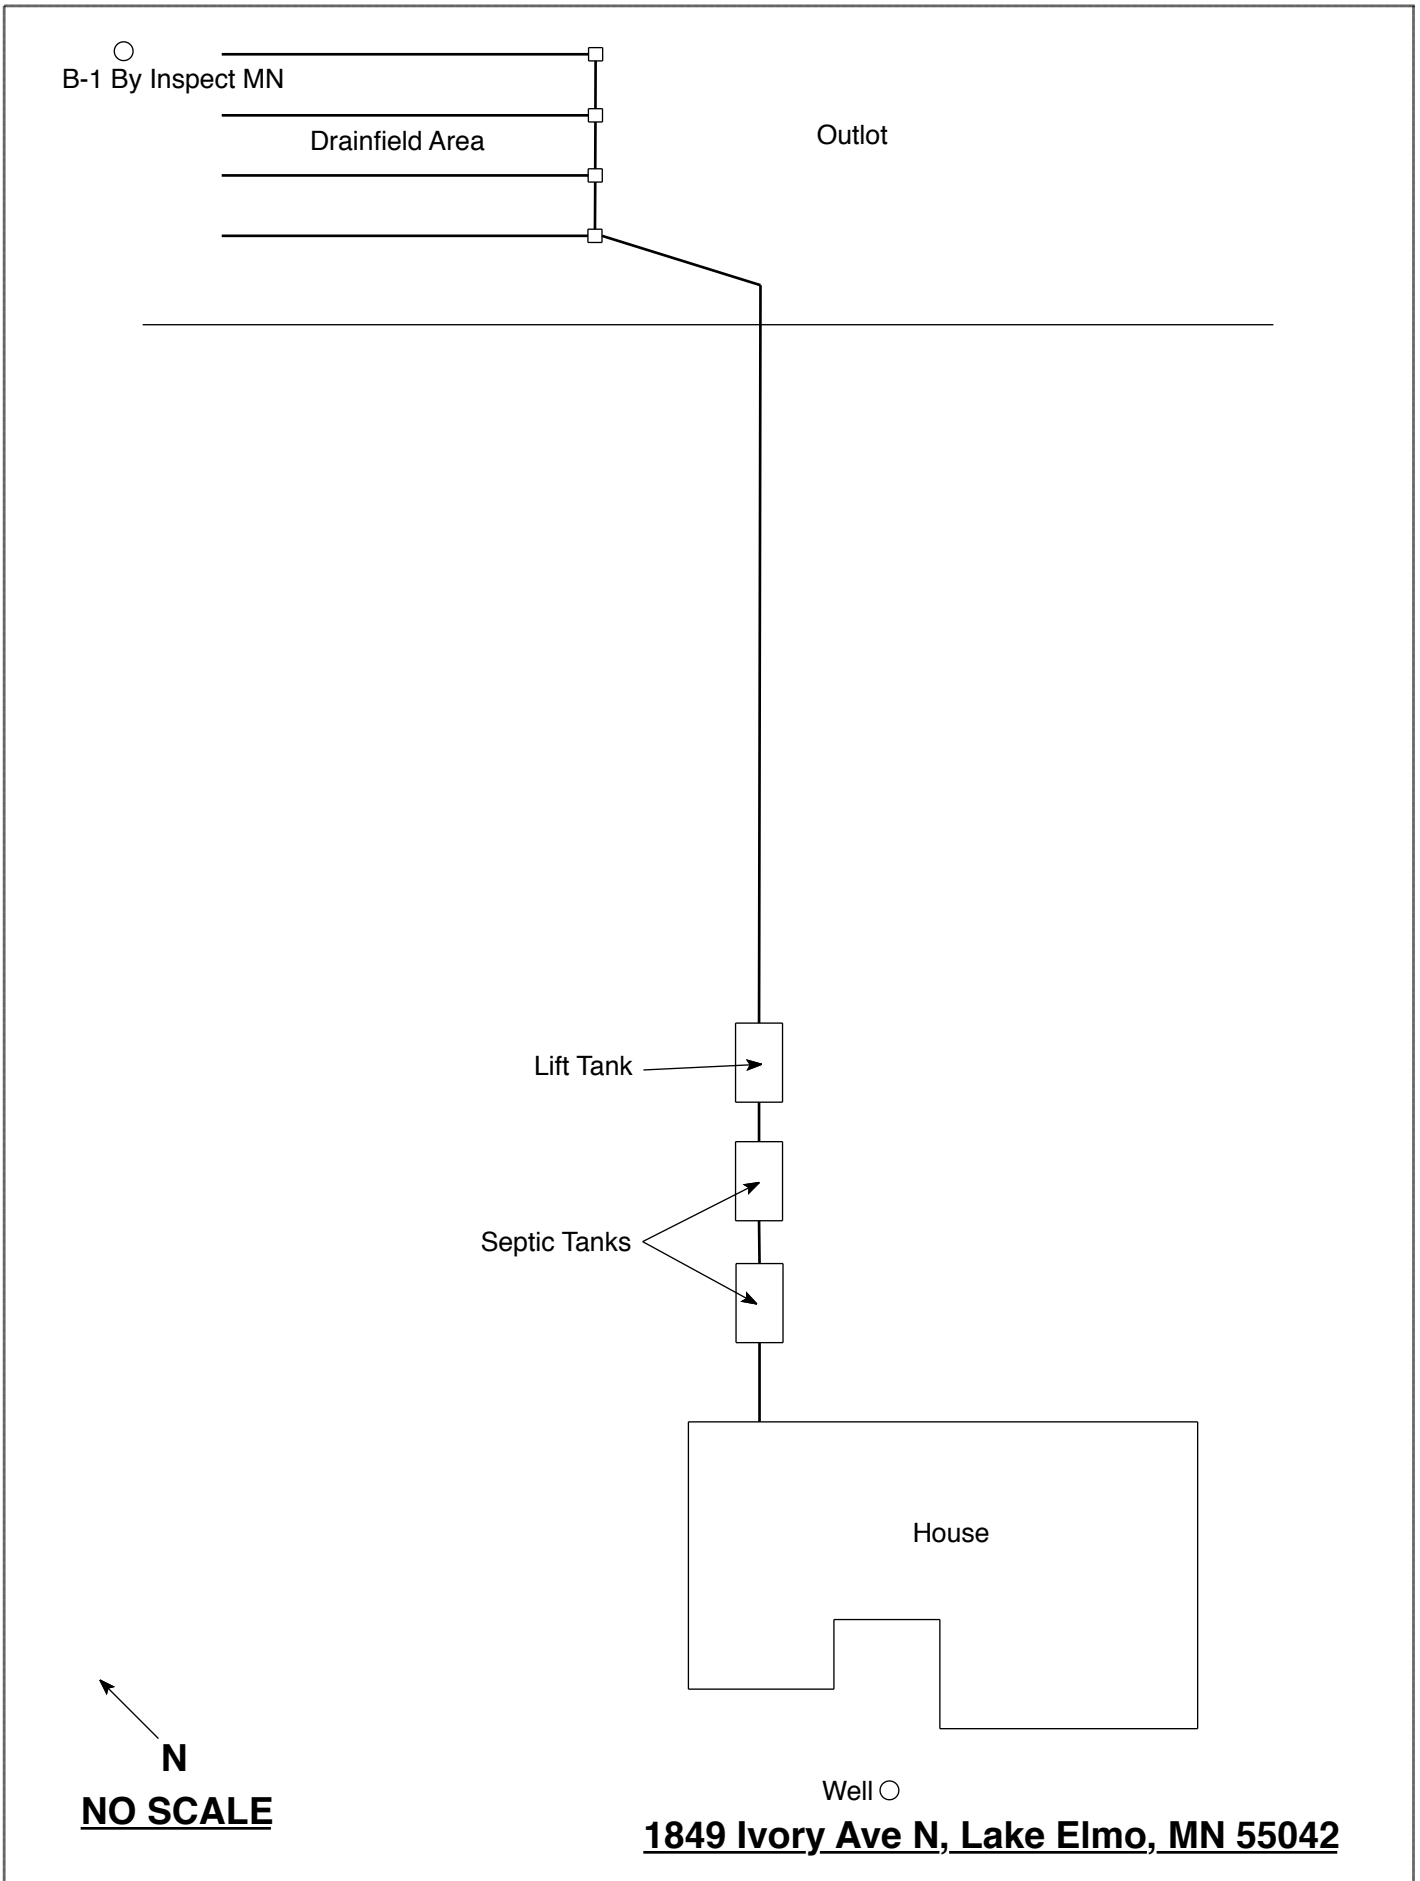 B-1 By Inspect MN
Drainfield Area
Outlot
Lift Tank
Septic Tanks
House
N
NO SCALE
Well
1849 Ivory Ave N, Lake Elmo, MN 55042